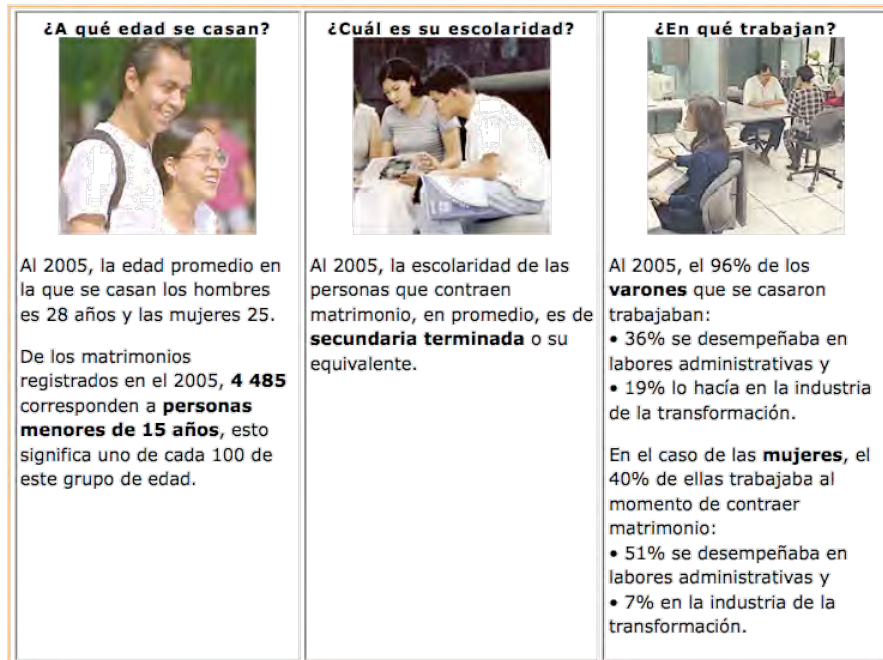 ¿A qué edad se casan?
Al 2005, la edad promedio en
la que se casan los hombres
es 28 años y las mujeres 25.
De los matrimonios
registrados en el 2005, 4 485
corresponden a personas
menores de 15 años, esto
significa uno de cada 100 de
este grupo de edad.
¿Cuál es su escolaridad?
Al 2005, la escolaridad de las
personas que contraen
matrimonio, en promedio, es de
secundaria terminada o su
equivalente.
¿En qué trabajan?
Al 2005, el 96% de los
varones que se casaron
trabajaban:
• 36% se desempeñaba en
labores administrativas y
• 19% lo hacía en la industria
de la transformación.
En el caso de las mujeres, el
40% de ellas trabajaba al
momento de contraer
matrimonio:
• 51% se desempeñaba en
labores administrativas y
• 7% en la industria de la
transformación.